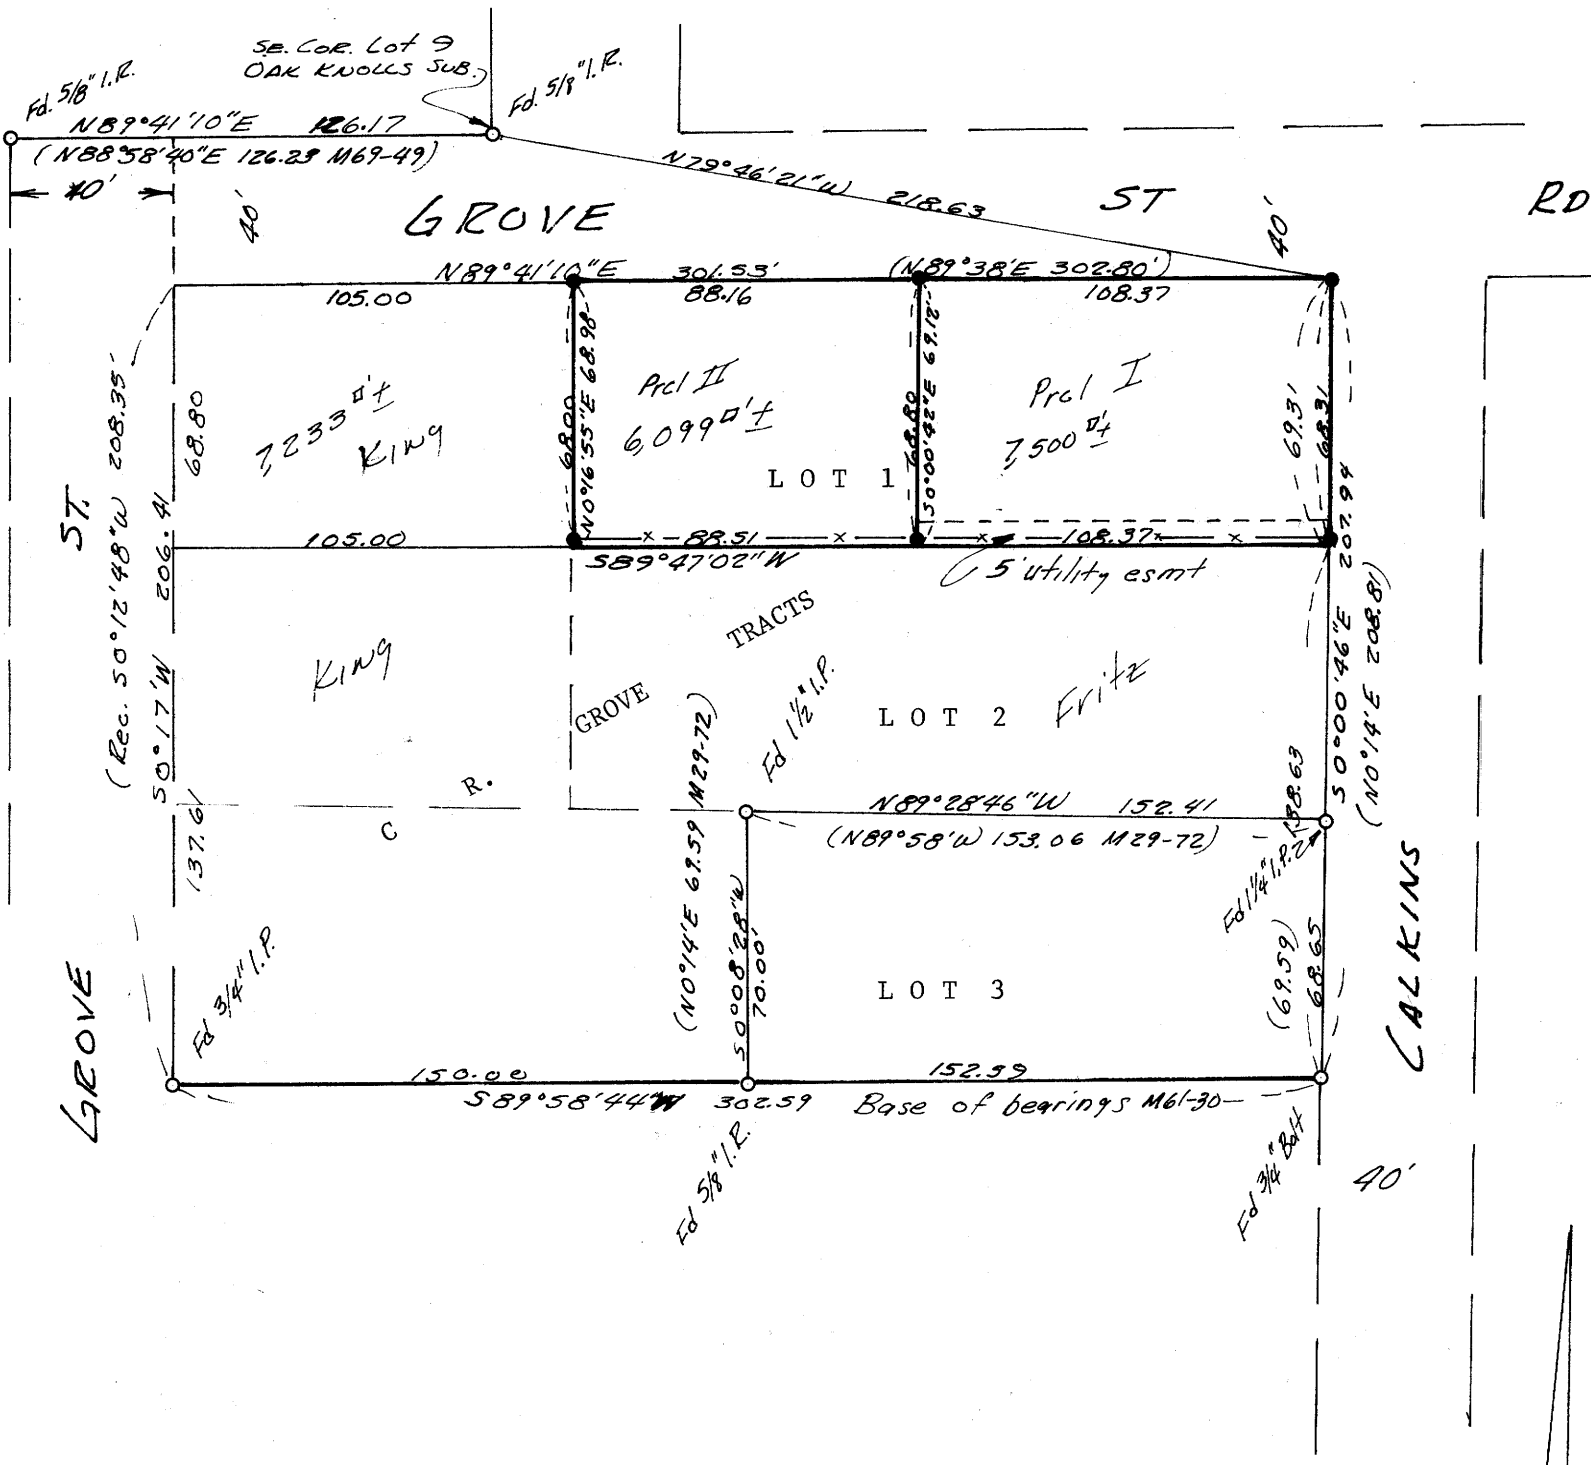 SE. COR. Lot 9
OAK KNOLLS SUB.
Fd. 5/8" I.R.
Fd. 5/8" I.R.
N89°41'10"E 126.17
(N88°58'40"E 126.23 M69-49)
40'
40'
GROVE ST
RD
N79°46'21"W 218.63
40'
N89°41'10"E 301.53' (N89°38'E 302.80')
105.00 88.16 108.37
68.80
7,233 □'±
King
68.00
N0°16'55"E 68.98
Prcl II
6,099 □'±
LOT 1
68.80
S0°00'42"E 69.12
Prcl I
7,500 □'±
69.31
68.31
(Rec. S0°12'48"W 208.35'
S0°17'W 206.41
105.00 x 88.51 x x 108.37 x x
S89°47'02"W
5' utility esmt
S0°00'46"E 207.94
(N0°14'E 208.81)
ST.
King
TRACTS
GROVE
C R.
LOT 2
Fritz
Fd 1½" I.P.
(N0°14'E 69.59 M29-72)
N89°28'46"W 152.41
(N89°58'W) 153.06 M29-72)
138.63
Fd 1¼" I.P.
137.61
S0°08'28"W
70.00'
LOT 3
(69.59)
68.65
CALKINS
GROVE
Fd 3/4" I.P.
150.00 152.59
S89°58'44"W 302.59 Base of bearings M61-30
Fd 5/8" I.R.
Fd 3/4" Bolt
40'